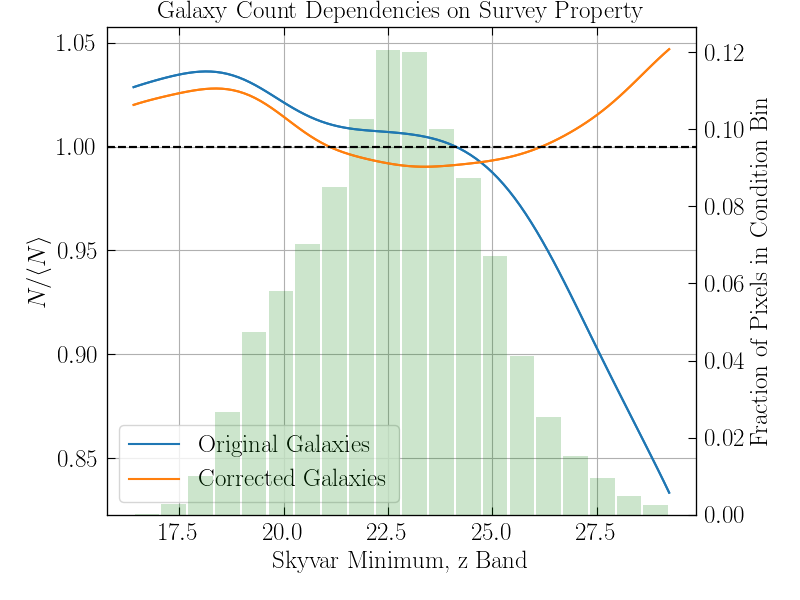 Galaxy Count Dependencies on Survey Property
1.05
1.00
0.95
0.90
0.85
N/⟨N⟩
0.12
0.10
0.08
0.06
0.04
0.02
0.00
Fraction of Pixels in Condition Bin
Original Galaxies
Corrected Galaxies
17.5 20.0 22.5 25.0 27.5
Skyvar Minimum, z Band